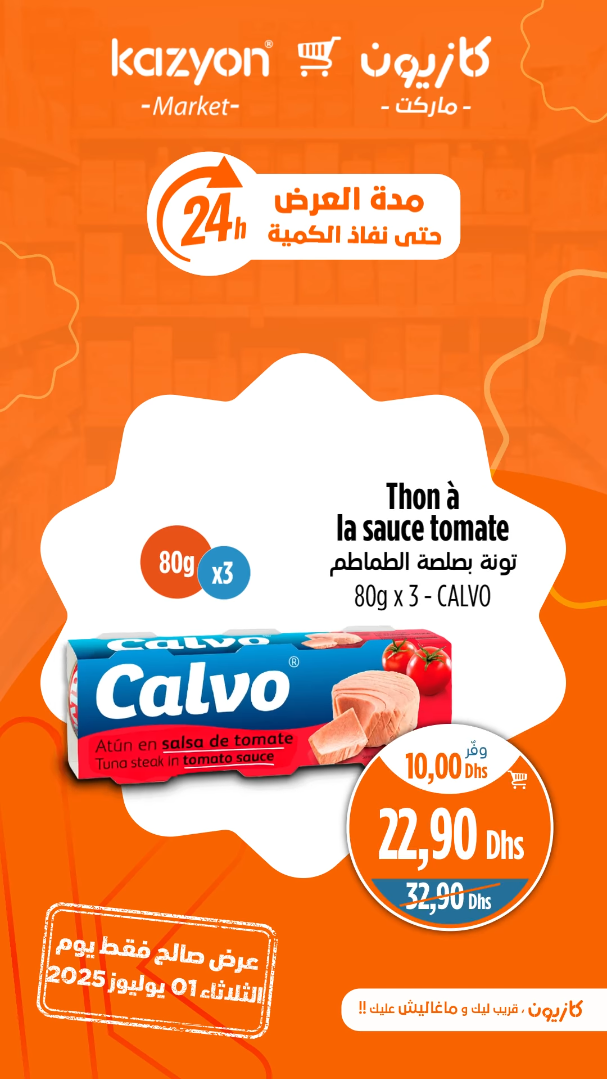 kazyon®
كازيون
-Market-
- ماركت -
24h
مدة العرض
حتى نفاذ الكمية
Thon à
la sauce tomate
تونة بصلصة الطماطم
80g x 3 - CALVO
80g
x3
Calvo
Calvo®
Atún en salsa de tomate
Tuna steak in tomato sauce
وفّر
10,00 Dhs
22,90 Dhs
32,90 Dhs
عرض صالح فقط يوم
الثلاثاء 01 يوليوز 2025
كازيون ، قريب ليك و ماغاليش عليك !!